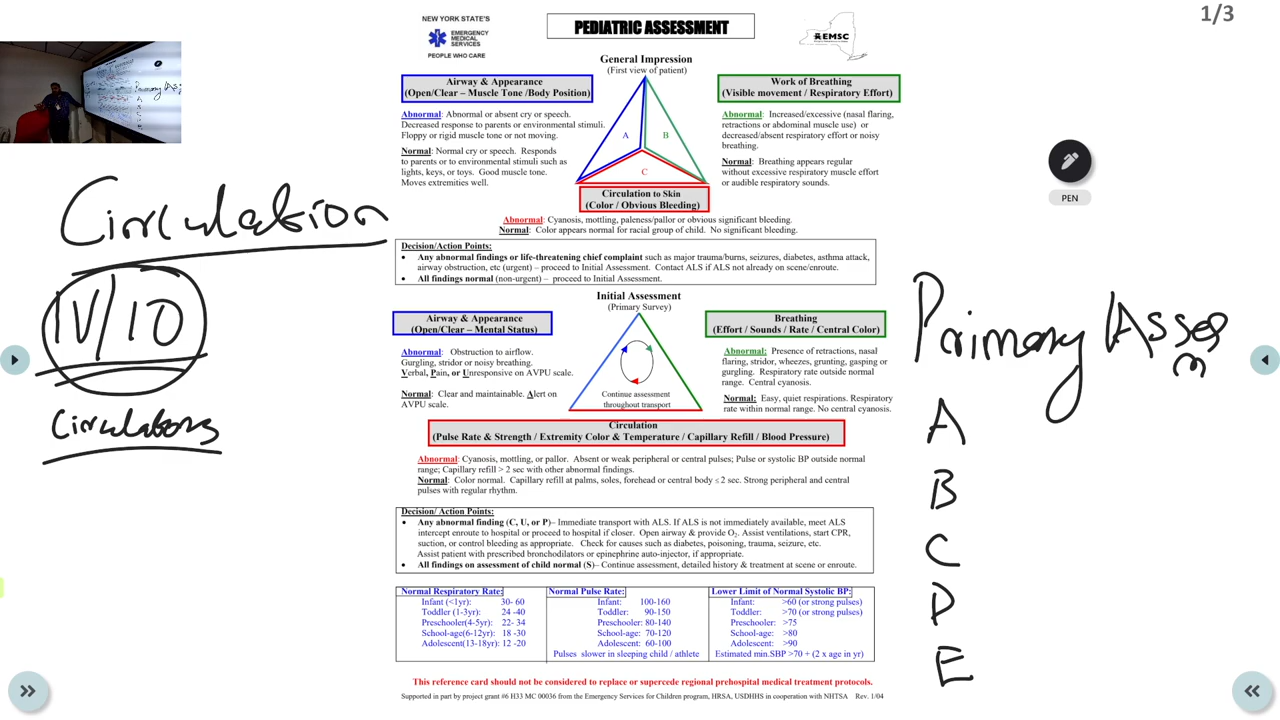 1/3
NEW YORK STATE'S
EMERGENCY
MEDICAL
SERVICES
PEOPLE WHO CARE
PEDIATRIC ASSESSMENT
REMSC
General Impression
(First view of patient)
Airway & Appearance
(Open/Clear – Muscle Tone /Body Position)
Abnormal: Abnormal or absent cry or speech.
Decreased response to parents or environmental stimuli.
Floppy or rigid muscle tone or not moving.
Normal: Normal cry or speech. Responds
to parents or to environmental stimuli such as
lights, keys, or toys. Good muscle tone.
Moves extremities well.
A
B
C
Work of Breathing
(Visible movement / Respiratory Effort)
Abnormal: Increased/excessive (nasal flaring,
retractions or abdominal muscle use) or
decreased/absent respiratory effort or noisy
breathing.
Normal: Breathing appears regular
without excessive respiratory muscle effort
or audible respiratory sounds.
Circulation to Skin
(Color / Obvious Bleeding)
Abnormal: Cyanosis, mottling, paleness/pallor or obvious significant bleeding.
Normal: Color appears normal for racial group of child. No significant bleeding.
Decision/Action Points:
• Any abnormal findings or life-threatening chief complaint such as major trauma/burns, seizures, diabetes, asthma attack,
airway obstruction, etc (urgent) – proceed to Initial Assessment. Contact ALS if ALS not already on scene/enroute.
• All findings normal (non-urgent) – proceed to Initial Assessment.
Initial Assessment
(Primary Survey)
Airway & Appearance
(Open/Clear – Mental Status)
Abnormal: Obstruction to airflow.
Gurgling, stridor or noisy breathing.
Verbal, Pain, or Unresponsive on AVPU scale.
Normal: Clear and maintainable. Alert on
AVPU scale.
Continue assessment
throughout transport
Breathing
(Effort / Sounds / Rate / Central Color)
Abnormal: Presence of retractions, nasal
flaring, stridor, wheezes, grunting, gasping or
gurgling. Respiratory rate outside normal
range. Central cyanosis.
Normal: Easy, quiet respirations. Respiratory
rate within normal range. No central cyanosis.
Circulation
(Pulse Rate & Strength / Extremity Color & Temperature / Capillary Refill / Blood Pressure)
Abnormal: Cyanosis, mottling, or pallor. Absent or weak peripheral or central pulses; Pulse or systolic BP outside normal
range; Capillary refill > 2 sec with other abnormal findings.
Normal: Color normal. Capillary refill at palms, soles, forehead or central body ≤ 2 sec. Strong peripheral and central
pulses with regular rhythm.
Decision/ Action Points:
• Any abnormal finding (C, U, or P)– Immediate transport with ALS. If ALS is not immediately available, meet ALS
intercept enroute to hospital or proceed to hospital if closer. Open airway & provide O2. Assist ventilations, start CPR,
suction, or control bleeding as appropriate. Check for causes such as diabetes, poisoning, trauma, seizure, etc.
Assist patient with prescribed bronchodilators or epinephrine auto-injector, if appropriate.
• All findings on assessment of child normal (S)– Continue assessment, detailed history & treatment at scene or enroute.
Normal Respiratory Rate:
Infant (<1yr): 30- 60
Toddler (1-3yr): 24 -40
Preschooler(4-5yr): 22- 34
School-age(6-12yr): 18 -30
Adolescent(13-18yr): 12 -20
Normal Pulse Rate:
Infant: 100-160
Toddler: 90-150
Preschooler: 80-140
School-age: 70-120
Adolescent: 60-100
Pulses slower in sleeping child / athlete
Lower Limit of Normal Systolic BP:
Infant: >60 (or strong pulses)
Toddler: >70 (or strong pulses)
Preschooler: >75
School-age: >80
Adolescent: >90
Estimated min.SBP >70 + (2 x age in yr)
This reference card should not be considered to replace or supercede regional prehospital medical treatment protocols.
Supported in part by project grant #6 H33 MC 00036 from the Emergency Services for Children program, HRSA, USDHHS in cooperation with NHTSA Rev. 1/04
Circulation
IV/IO
Circulations
PEN
Primary
A
B
C
D
E